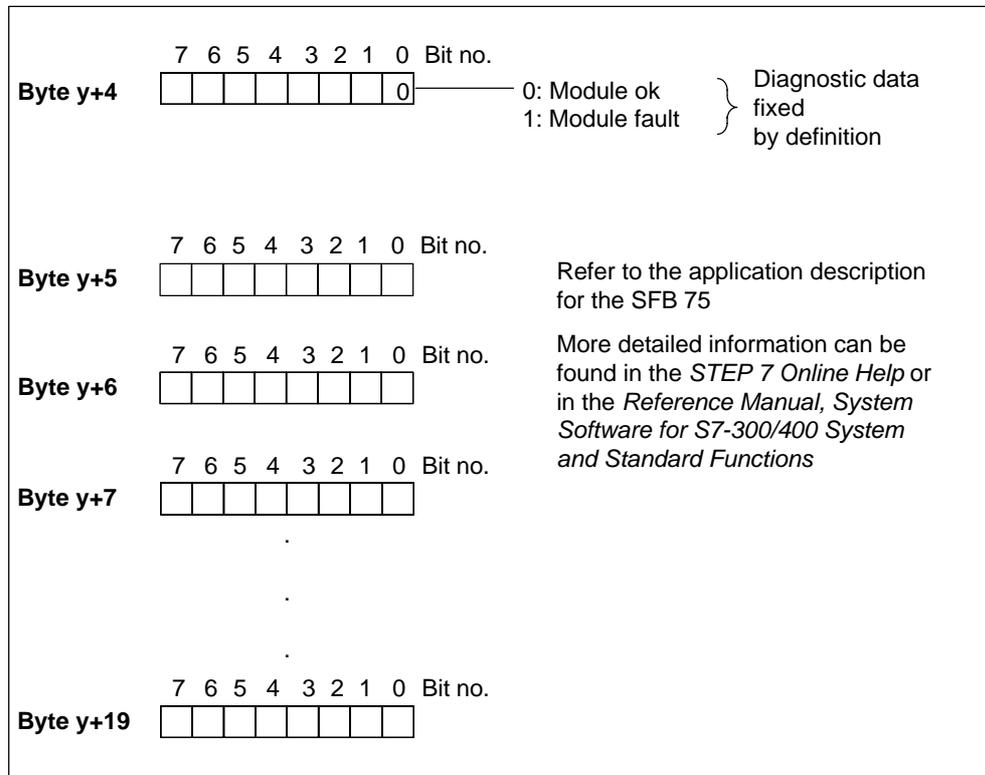 7 6 5 4 3 2 1 0 Bit no.
Byte y+4
0
0: Module ok
1: Module fault
Diagnostic data
fixed
by definition
7 6 5 4 3 2 1 0 Bit no.
Byte y+5
Refer to the application description
for the SFB 75
7 6 5 4 3 2 1 0 Bit no.
Byte y+6
More detailed information can be
found in the STEP 7 Online Help or
in the Reference Manual, System
Software for S7-300/400 System
and Standard Functions
7 6 5 4 3 2 1 0 Bit no.
Byte y+7
.
.
.
7 6 5 4 3 2 1 0 Bit no.
Byte y+19